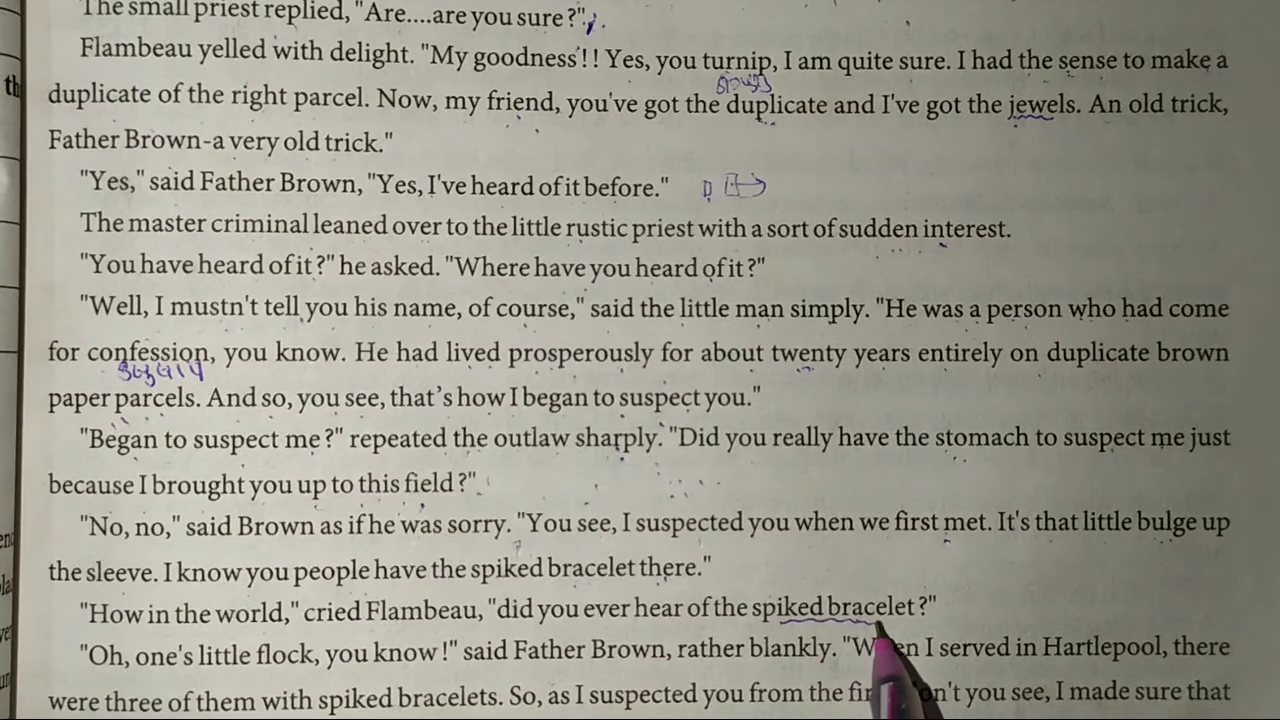 The small priest replied, "Are....are you sure?"
Flambeau yelled with delight. "My goodness!! Yes, you turnip, I am quite sure. I had the sense to make a
duplicate of the right parcel. Now, my friend, you've got the duplicate and I've got the jewels. An old trick,
Father Brown-a very old trick."
"Yes," said Father Brown, "Yes, I've heard of it before."
The master criminal leaned over to the little rustic priest with a sort of sudden interest.
"You have heard of it?" he asked. "Where have you heard of it?"
"Well, I mustn't tell you his name, of course," said the little man simply. "He was a person who had come
for confession, you know. He had lived prosperously for about twenty years entirely on duplicate brown
paper parcels. And so, you see, that's how I began to suspect you."
"Began to suspect me?" repeated the outlaw sharply. "Did you really have the stomach to suspect me just
because I brought you up to this field?"
"No, no," said Brown as if he was sorry. "You see, I suspected you when we first met. It's that little bulge up
the sleeve. I know you people have the spiked bracelet there."
"How in the world," cried Flambeau, "did you ever hear of the spiked bracelet?"
"Oh, one's little flock, you know!" said Father Brown, rather blankly. I served in Hartlepool, there
were three of them with spiked bracelets. So, as I suspected you from the you see, I made sure that